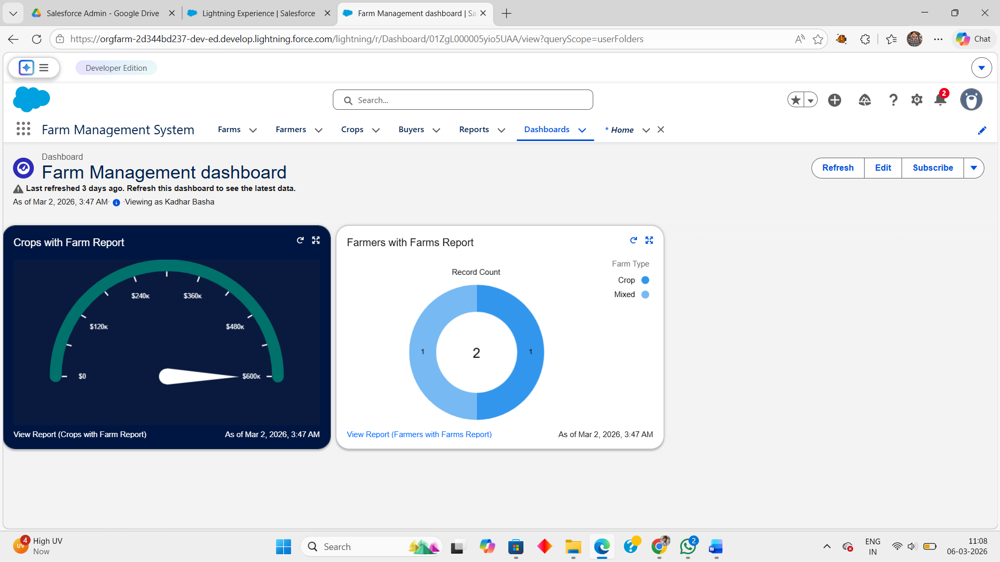 Salesforce Admin - Google Drive
Lightning Experience | Salesforce
Farm Management dashboard | Sa
https://orgfarm-2d344bd237-dev-ed.develop.lightning.force.com/lightning/r/Dashboard/01ZgL000005yio5UAA/view?queryScope=userFolders
Chat
Developer Edition
Search...
2
Farm Management System
Farms
Farmers
Crops
Buyers
Reports
Dashboards
* Home
Dashboard
Farm Management dashboard
Refresh
Edit
Subscribe
Last refreshed 3 days ago. Refresh this dashboard to see the latest data.
As of Mar 2, 2026, 3:47 AM· ·Viewing as Kadhar Basha
Crops with Farm Report
$0
$120K
$240K
$360K
$480K
$600K
View Report (Crops with Farm Report)
As of Mar 2, 2026, 3:47 AM
Farmers with Farms Report
Farm Type
Crop
Mixed
Record Count
1
2
1
View Report (Farmers with Farms Report)
As of Mar 2, 2026, 3:47 AM
UV
4
High UV
Now
Search
2
W
ENG
IN
11:08
06-03-2026